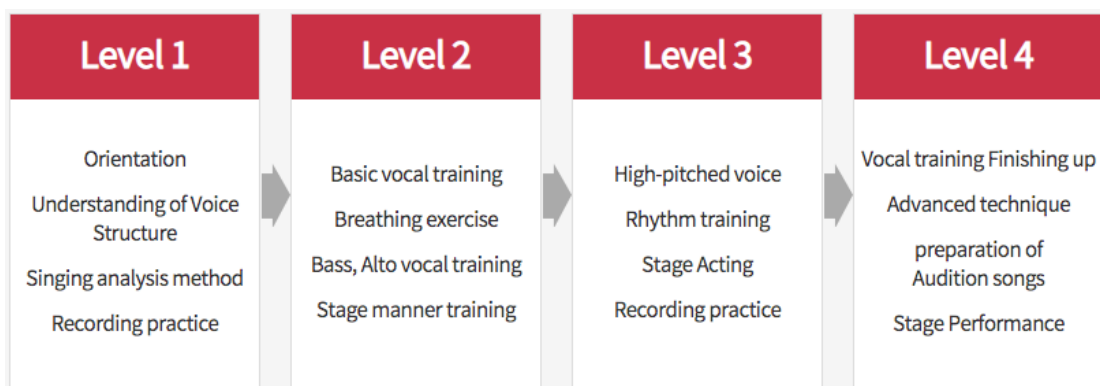 Level 1
Orientation
Understanding of Voice
Structure
Singing analysis method
Recording practice
Level 2
Basic vocal training
Breathing exercise
Bass, Alto vocal training
Stage manner training
Level 3
High-pitched voice
Rhythm training
Stage Acting
Recording practice
Level 4
Vocal training Finishing up
Advanced technique
preparation of
Audition songs
Stage Performance